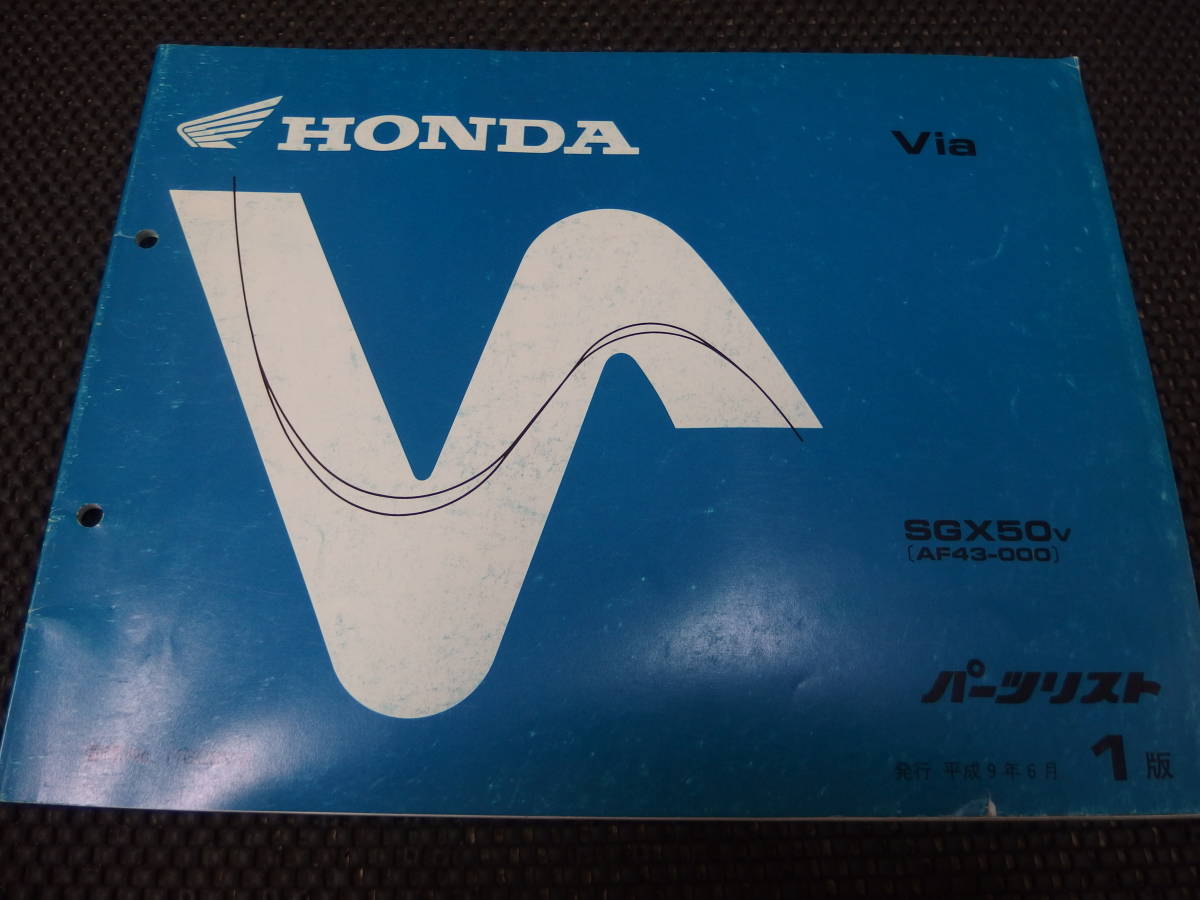 HONDA
Via
SGX50V
[AF43-000]
パーツリスト
発行 平成9年6月 1版